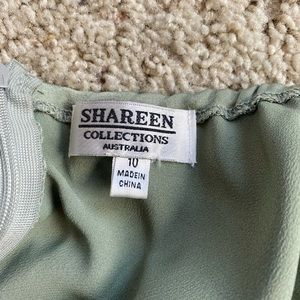 SHAREEN
COLLECTIONS
AUSTRALIA
10
MADE IN
CHINA